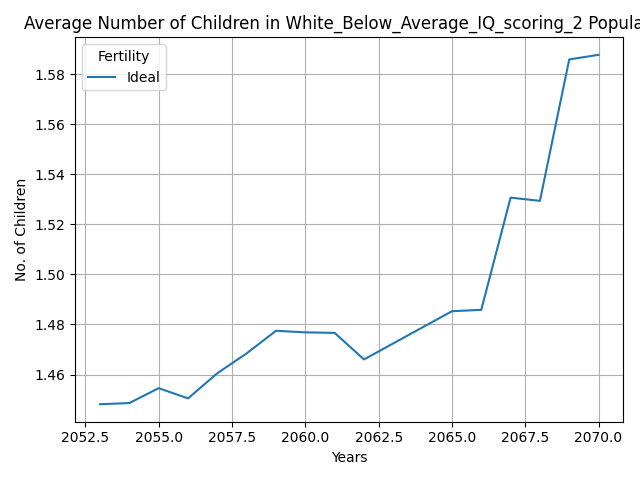 Average Number of Children in White_Below_Average_IQ_scoring_2 Popula
Fertility
Ideal
1.58
1.56
1.54
1.52
1.50
1.48
1.46
No. of Children
2052.5 2055.0 2057.5 2060.0 2062.5 2065.0 2067.5 2070.0
Years